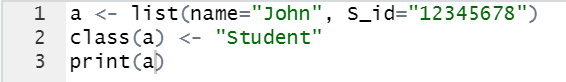 1 a <- list(name="John", S_id="12345678")
2 class(a) <- "Student"
3 print(a)